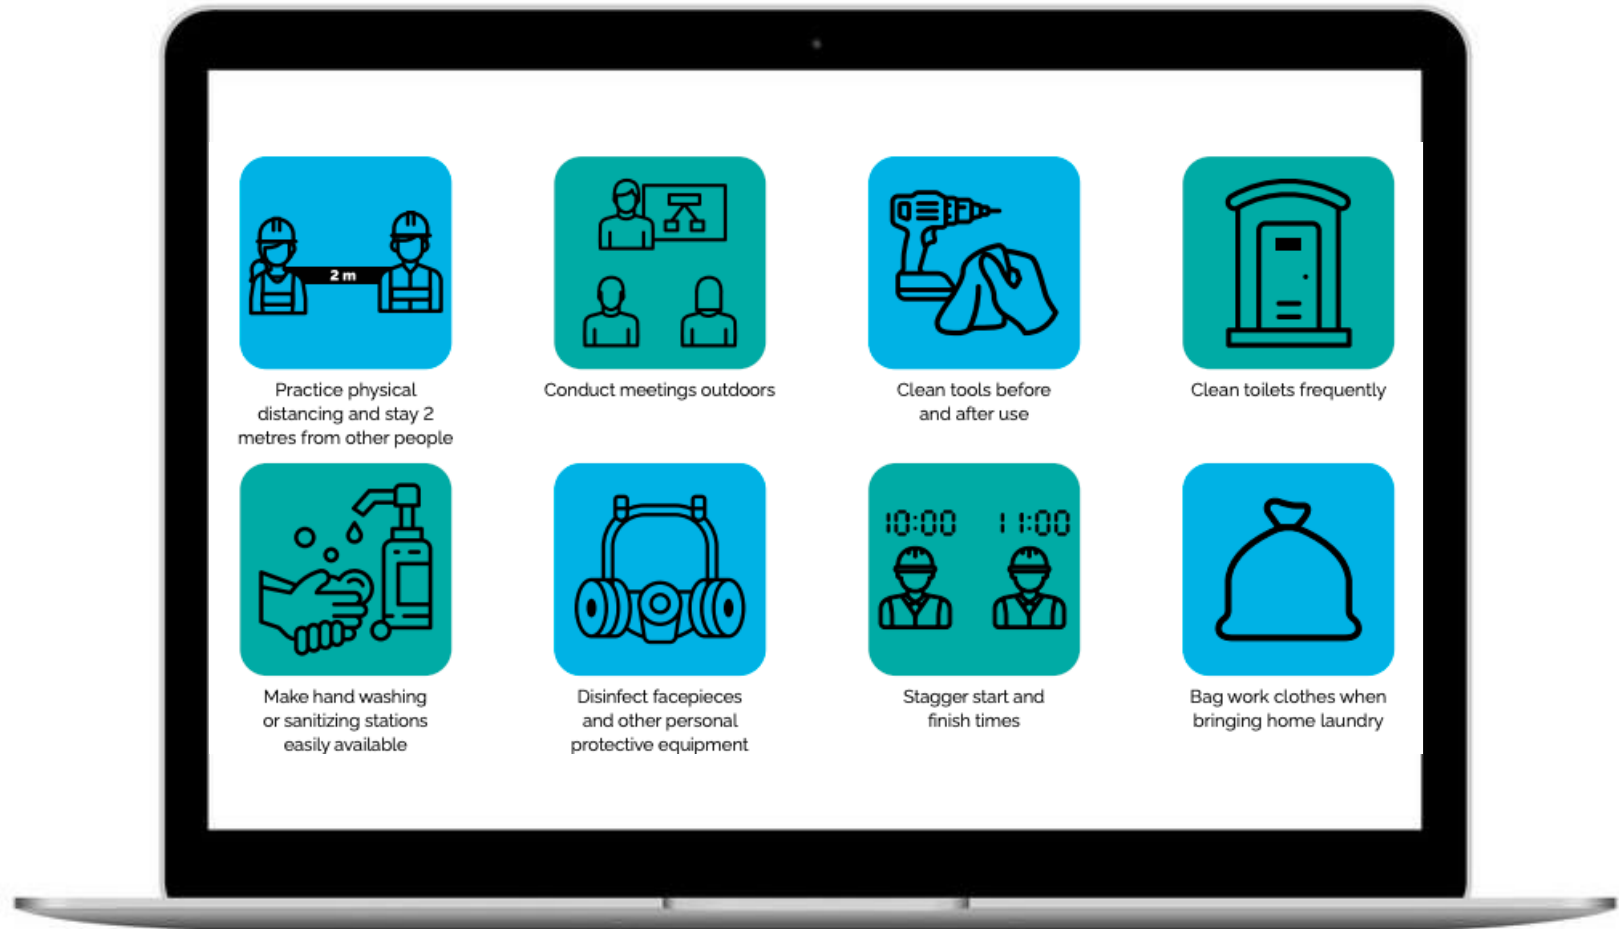 2 m
Practice physical
distancing and stay 2
metres from other people
Conduct meetings outdoors
Clean tools before
and after use
Clean toilets frequently
10:00
11:00
Make hand washing
or sanitizing stations
easily available
Disinfect facepieces
and other personal
protective equipment
Stagger start and
finish times
Bag work clothes when
bringing home laundry